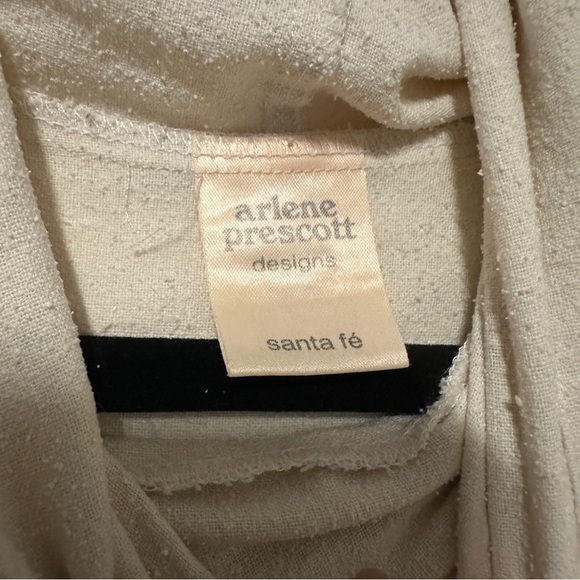 arlene
prescott
designs
santa fé